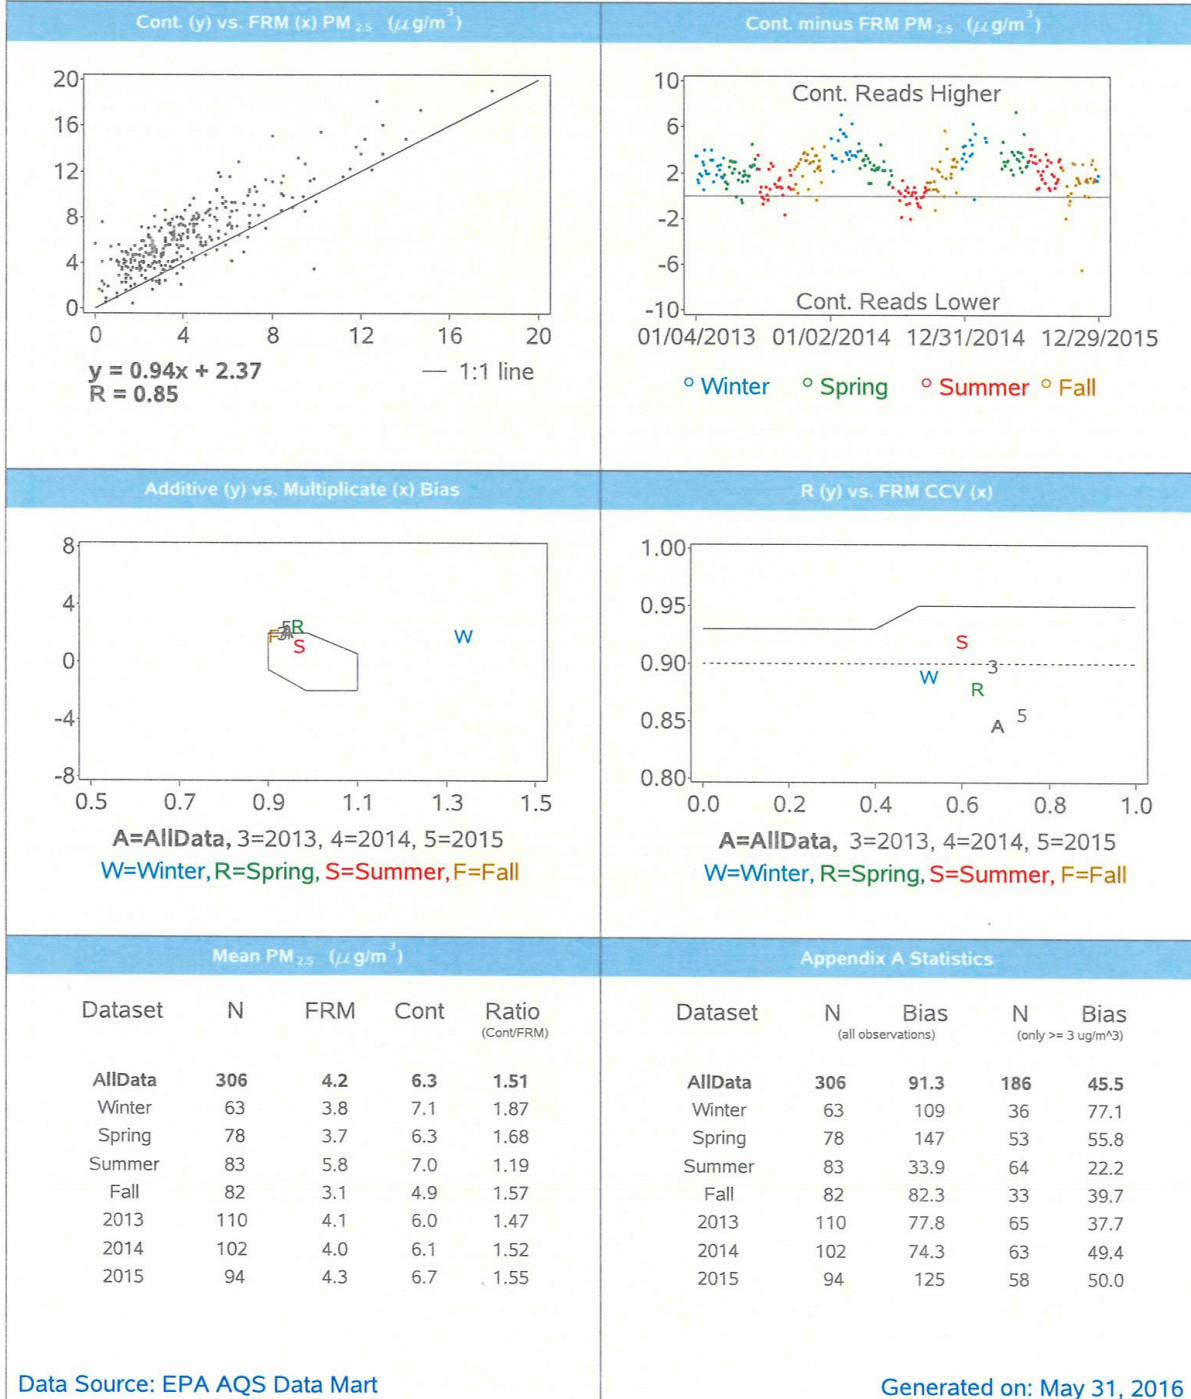 Cont. (y) vs. FRM (x) PM 2.5 (μg/m³)
20
16
12
8
4
0
0 4 8 12 16 20
y = 0.94x + 2.37
R = 0.85
— 1:1 line
Cont. minus FRM PM 2.5 (μg/m³)
10
6
2
-2
-6
-10
Cont. Reads Higher
Cont. Reads Lower
01/04/2013 01/02/2014 12/31/2014 12/29/2015
Winter Spring Summer Fall
Additive (y) vs. Multiplicate (x) Bias
8
4
0
-4
-8
F 3 5 R
S
W
0.5 0.7 0.9 1.1 1.3 1.5
A=AllData, 3=2013, 4=2014, 5=2015
W=Winter, R=Spring, S=Summer, F=Fall
R (y) vs. FRM CCV (x)
1.00
0.95
0.90
0.85
0.80
S
3
W
R
5
A
0.0 0.2 0.4 0.6 0.8 1.0
A=AllData, 3=2013, 4=2014, 5=2015
W=Winter, R=Spring, S=Summer, F=Fall
Mean PM 2.5 (μg/m³)
Dataset N FRM Cont Ratio
(Cont/FRM)
AllData 306 4.2 6.3 1.51
Winter 63 3.8 7.1 1.87
Spring 78 3.7 6.3 1.68
Summer 83 5.8 7.0 1.19
Fall 82 3.1 4.9 1.57
2013 110 4.1 6.0 1.47
2014 102 4.0 6.1 1.52
2015 94 4.3 6.7 1.55
Appendix A Statistics
Dataset N Bias N Bias
(all observations) (only >= 3 ug/m^3)
AllData 306 91.3 186 45.5
Winter 63 109 36 77.1
Spring 78 147 53 55.8
Summer 83 33.9 64 22.2
Fall 82 82.3 33 39.7
2013 110 77.8 65 37.7
2014 102 74.3 63 49.4
2015 94 125 58 50.0
Data Source: EPA AQS Data Mart
Generated on: May 31, 2016